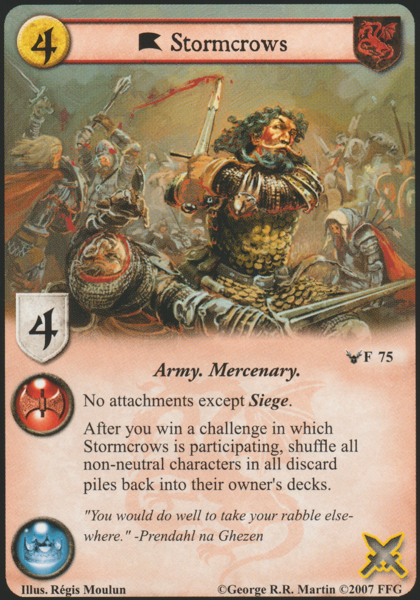 4 Stormcrows
4
F 75
Army. Mercenary.
No attachments except Siege.
After you win a challenge in which
Stormcrows is participating, shuffle all
non-neutral characters in all discard
piles back into their owner's decks.
"You would do well to take your rabble else-
where." -Prendahl na Ghezen
Illus. Régis Moulun ©George R.R. Martin ©2007 FFG